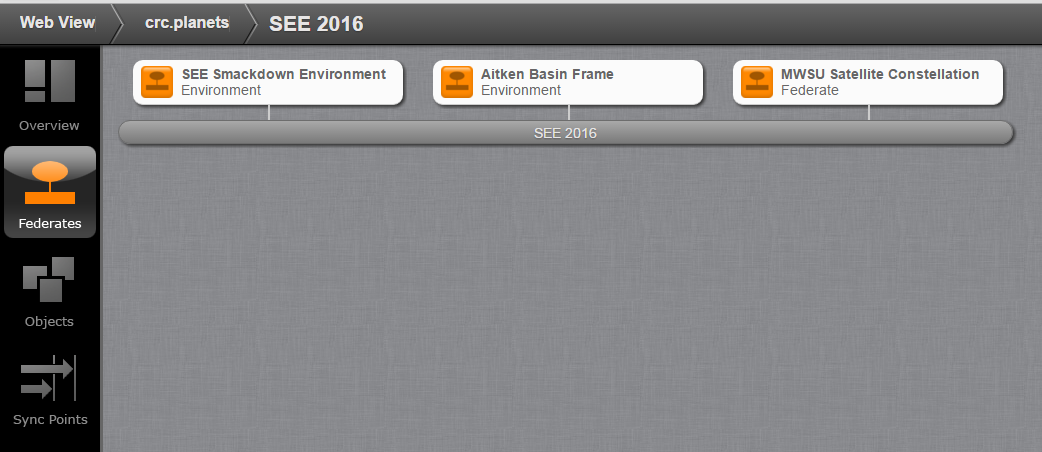 Web View
crc.planets
SEE 2016
Overview
Federates
Objects
Sync Points
SEE Smackdown Environment
Environment
Aitken Basin Frame
Environment
MWSU Satellite Constellation
Federate
SEE 2016